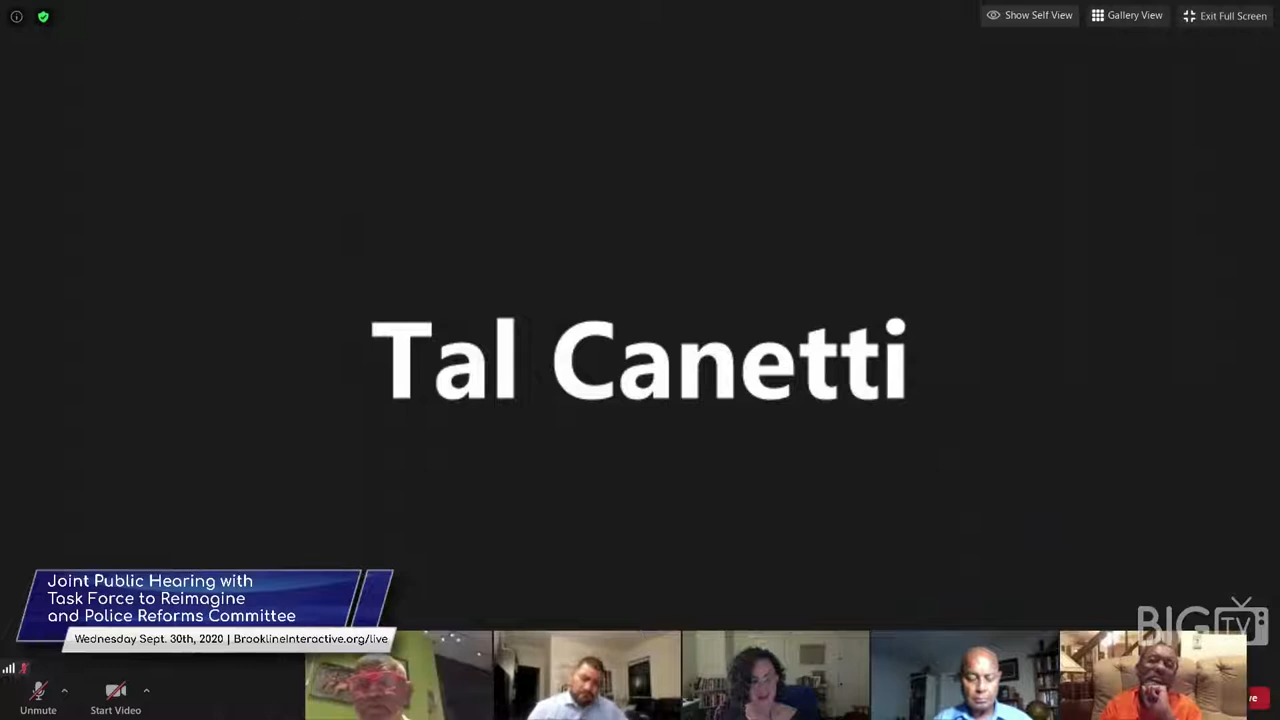 Show Self View
Gallery View
Exit Full Screen
Tal Canetti
Joint Public Hearing with
Task Force to Reimagine
and Police Reforms Committee
Wednesday Sept. 30th, 2020 | BrooklineInteractive.org/live
BIG TV
Unmute
Start Video
ve